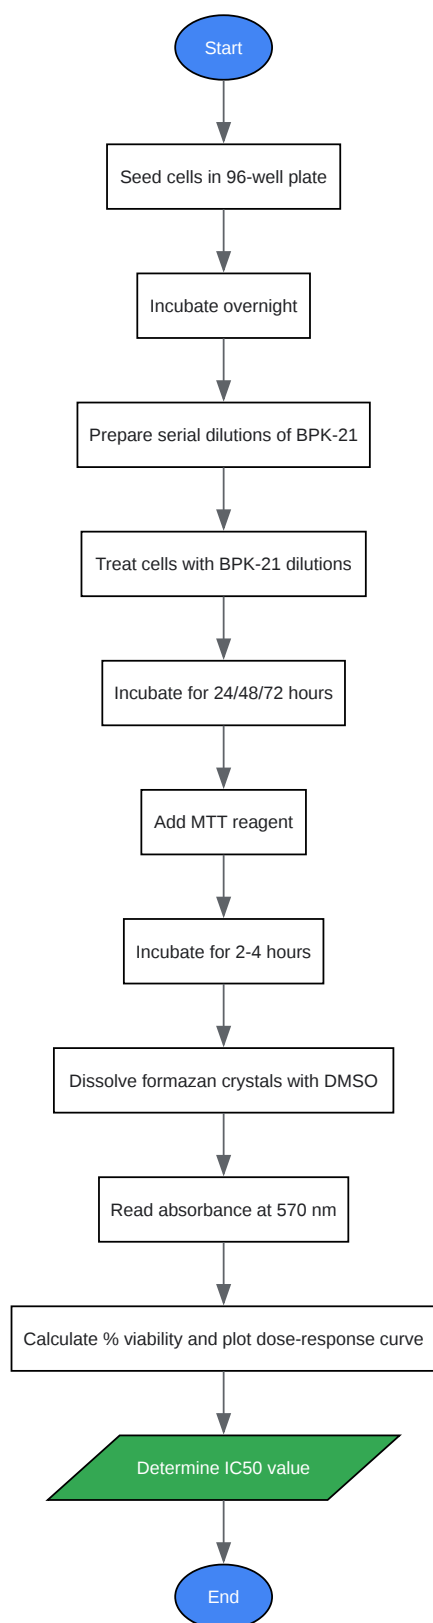 Start
Seed cells in 96-well plate
Incubate overnight
Prepare serial dilutions of BPK-21
Treat cells with BPK-21 dilutions
Incubate for 24/48/72 hours
Add MTT reagent
Incubate for 2-4 hours
Dissolve formazan crystals with DMSO
Read absorbance at 570 nm
Calculate % viability and plot dose-response curve
Determine IC50 value
End